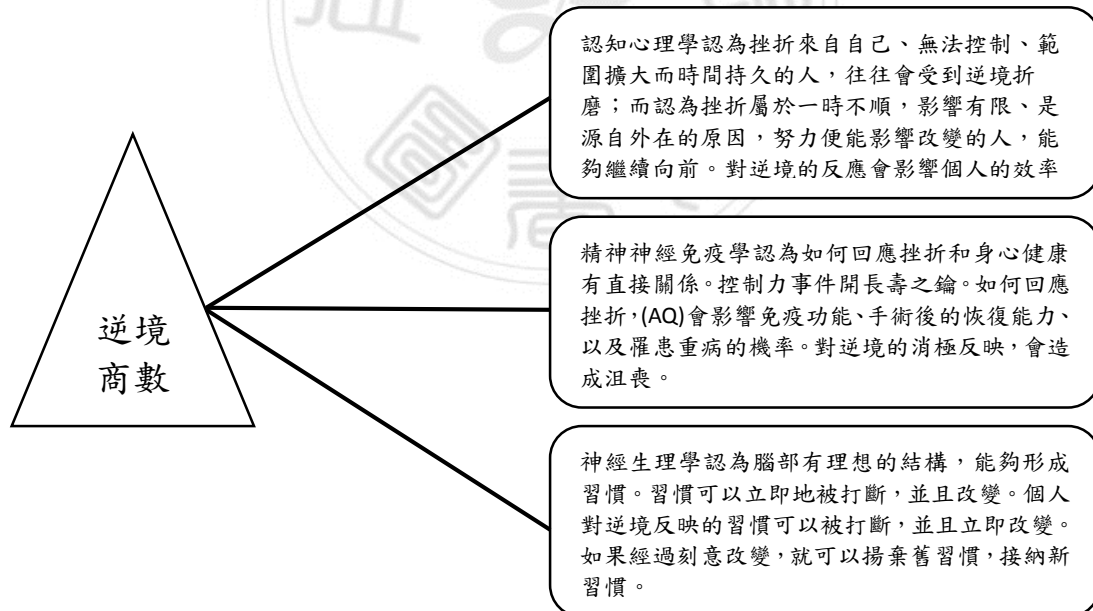 認知心理學認為挫折來自自己、無法控制、範
圍擴大而時間持久的人，往往會受到逆境折
磨；而認為挫折屬於一時不順，影響有限、是
源自外在的原因，努力便能影響改變的人，能
夠繼續向前。對逆境的反應會影響個人的效率
精神神經免疫學認為如何回應挫折和身心健康
有直接關係。控制力事件開長壽之鑰。如何回應
挫折，(AQ)會影響免疫功能、手術後的恢復能力、
以及罹患重病的機率。對逆境的消極反映，會造
成沮喪。
逆境
商數
神經生理學認為腦部有理想的結構，能夠形成
習慣。習慣可以立即地被打斷，並且改變。個人
對逆境反映的習慣可以被打斷，並且立即改變。
如果經過刻意改變，就可以揚棄舊習慣，接納新
習慣。